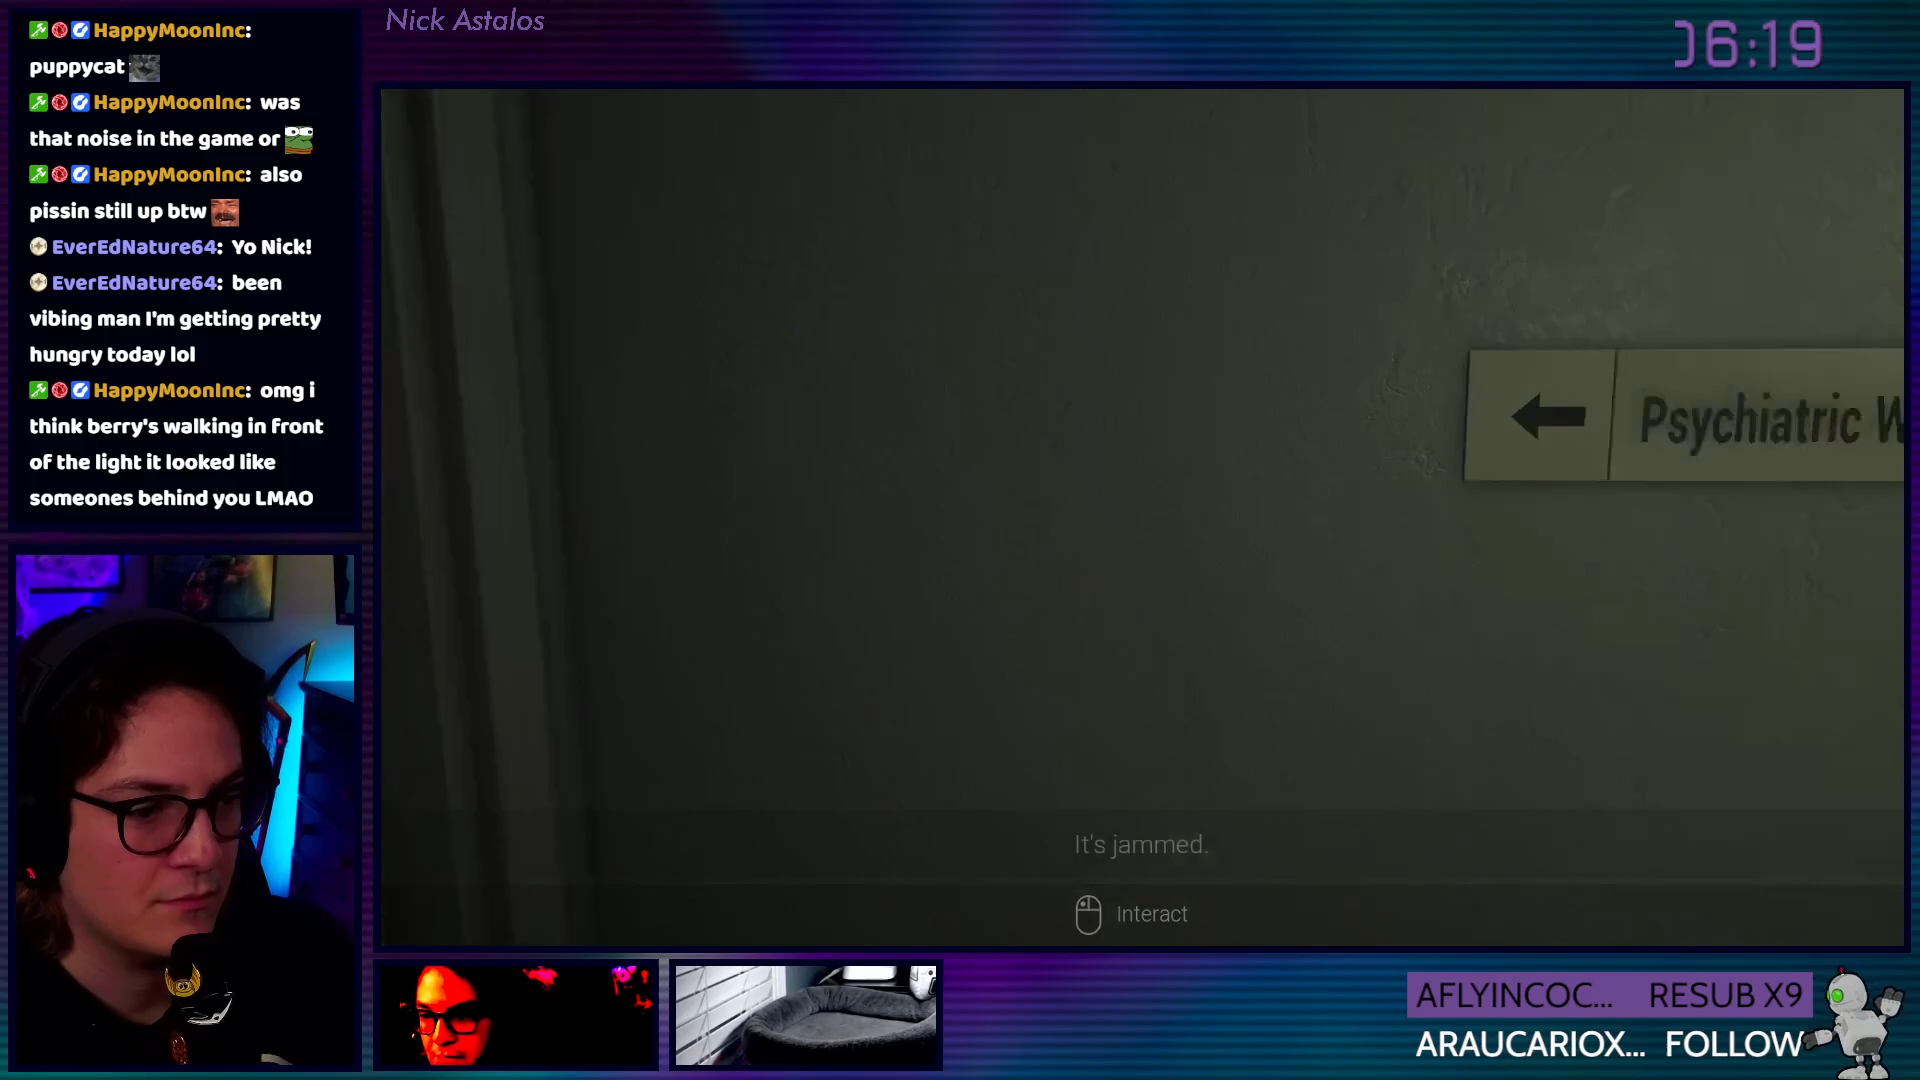 HappyMoonInc:
puppycat
HappyMoonInc: was
that noise in the game or
HappyMoonInc: also
pissin still up btw
EverEdNature64: Yo Nick!
EverEdNature64: been
vibing man I'm getting pretty
hungry today lol
HappyMoonInc: omg i
think berry's walking in front
of the light it looked like
someones behind you LMAO
Nick Astalos
06:19
Psychiatric W
It's jammed.
Interact
AFLYINCOC... RESUB X9
ARAUCARIOX... FOLLOW